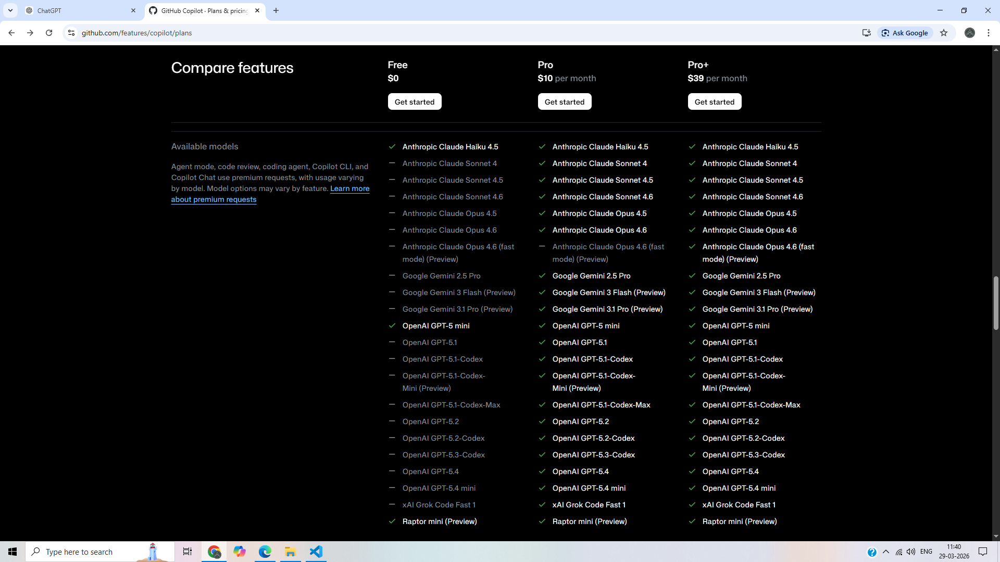 ChatGPT
GitHub Copilot · Plans & pricing
github.com/features/copilot/plans
Ask Google
Compare features
Free
$0
Get started
Pro
$10 per month
Get started
Pro+
$39 per month
Get started
Available models
Agent mode, code review, coding agent, Copilot CLI, and
Copilot Chat use premium requests, with usage varying
by model. Model options may vary by feature. Learn more
about premium requests
Anthropic Claude Haiku 4.5
Anthropic Claude Sonnet 4
Anthropic Claude Sonnet 4.5
Anthropic Claude Sonnet 4.6
Anthropic Claude Opus 4.5
Anthropic Claude Opus 4.6
Anthropic Claude Opus 4.6 (fast
mode) (Preview)
Google Gemini 2.5 Pro
Google Gemini 3 Flash (Preview)
Google Gemini 3.1 Pro (Preview)
OpenAI GPT-5 mini
OpenAI GPT-5.1
OpenAI GPT-5.1-Codex
OpenAI GPT-5.1-Codex-
Mini (Preview)
OpenAI GPT-5.1-Codex-Max
OpenAI GPT-5.2
OpenAI GPT-5.2-Codex
OpenAI GPT-5.3-Codex
OpenAI GPT-5.4
OpenAI GPT-5.4 mini
xAI Grok Code Fast 1
Raptor mini (Preview)
Anthropic Claude Haiku 4.5
Anthropic Claude Sonnet 4
Anthropic Claude Sonnet 4.5
Anthropic Claude Sonnet 4.6
Anthropic Claude Opus 4.5
Anthropic Claude Opus 4.6
Anthropic Claude Opus 4.6 (fast
mode) (Preview)
Google Gemini 2.5 Pro
Google Gemini 3 Flash (Preview)
Google Gemini 3.1 Pro (Preview)
OpenAI GPT-5 mini
OpenAI GPT-5.1
OpenAI GPT-5.1-Codex
OpenAI GPT-5.1-Codex-
Mini (Preview)
OpenAI GPT-5.1-Codex-Max
OpenAI GPT-5.2
OpenAI GPT-5.2-Codex
OpenAI GPT-5.3-Codex
OpenAI GPT-5.4
OpenAI GPT-5.4 mini
xAI Grok Code Fast 1
Raptor mini (Preview)
Anthropic Claude Haiku 4.5
Anthropic Claude Sonnet 4
Anthropic Claude Sonnet 4.5
Anthropic Claude Sonnet 4.6
Anthropic Claude Opus 4.5
Anthropic Claude Opus 4.6
Anthropic Claude Opus 4.6 (fast
mode) (Preview)
Google Gemini 2.5 Pro
Google Gemini 3 Flash (Preview)
Google Gemini 3.1 Pro (Preview)
OpenAI GPT-5 mini
OpenAI GPT-5.1
OpenAI GPT-5.1-Codex
OpenAI GPT-5.1-Codex-
Mini (Preview)
OpenAI GPT-5.1-Codex-Max
OpenAI GPT-5.2
OpenAI GPT-5.2-Codex
OpenAI GPT-5.3-Codex
OpenAI GPT-5.4
OpenAI GPT-5.4 mini
xAI Grok Code Fast 1
Raptor mini (Preview)
Type here to search
ENG
11:40
29-03-2026